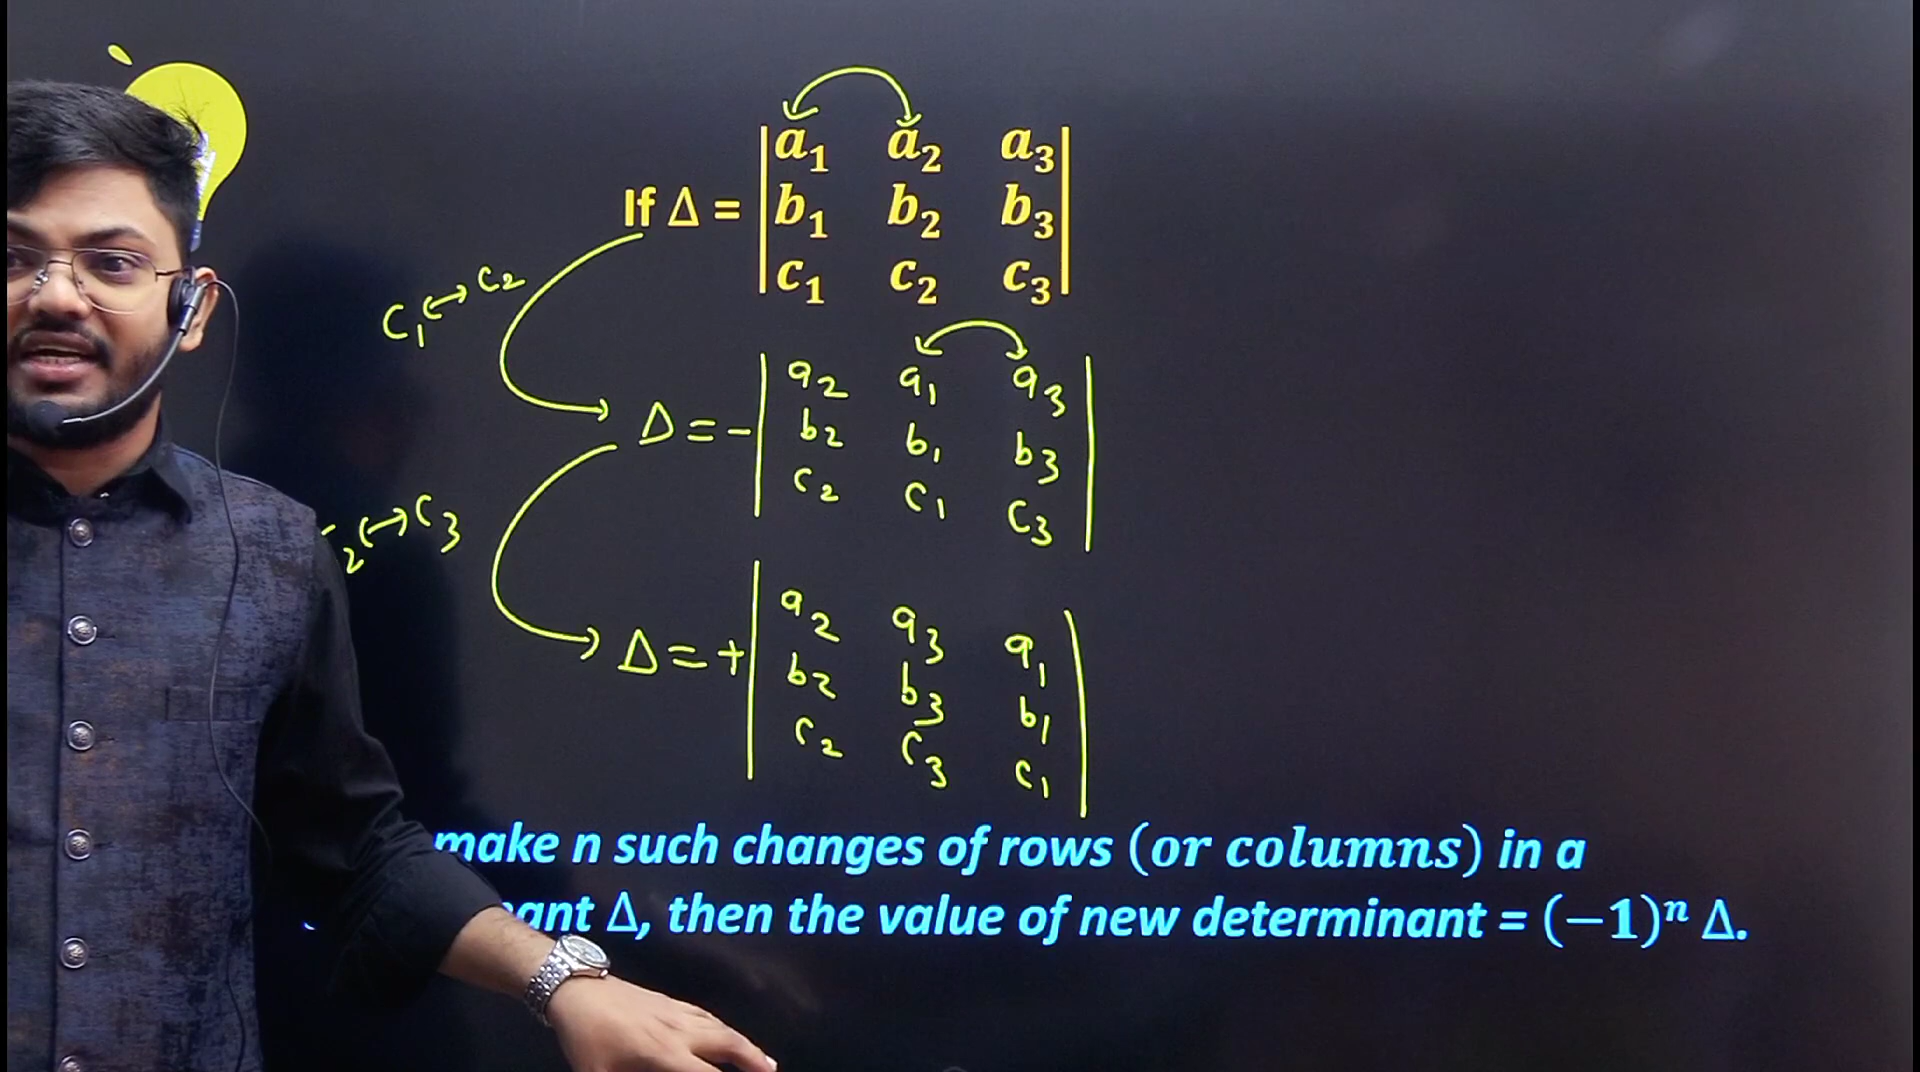 If Δ = | a₁ a₂ a₃ |
| b₁ b₂ b₃ |
| c₁ c₂ c₃ |
C₁ ↔ C₂
Δ = - | a₂ a₁ a₃ |
| b₂ b₁ b₃ |
| c₂ c₁ c₃ |
₂ ↔ C₃
Δ = + | a₂ a₃ a₁ |
| b₂ b₃ b₁ |
| c₂ c₃ c₁ |
make n such changes of rows (or columns) in a
nant Δ, then the value of new determinant = (−1)ⁿ Δ.